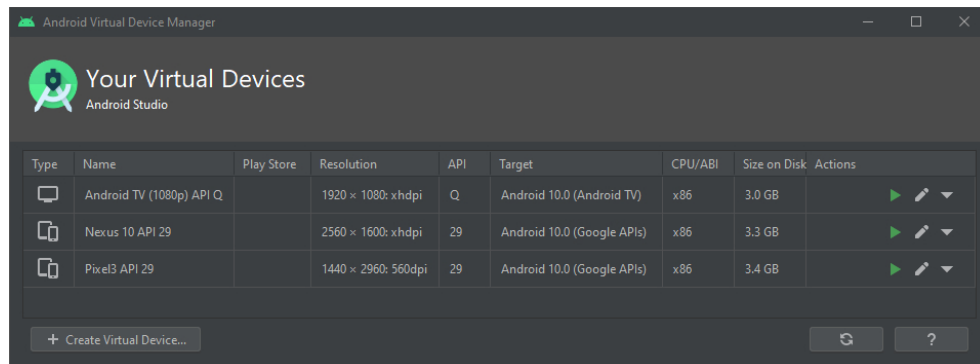 Android Virtual Device Manager
Your Virtual Devices
Android Studio
Type Name Play Store Resolution API Target CPU/ABI Size on Disk Actions
Android TV (1080p) API Q 1920 × 1080: xhdpi Q Android 10.0 (Android TV) x86 3.0 GB
Nexus 10 API 29 2560 × 1600: xhdpi 29 Android 10.0 (Google APIs) x86 3.3 GB
Pixel3 API 29 1440 × 2960: 560dpi 29 Android 10.0 (Google APIs) x86 3.4 GB
+ Create Virtual Device... ?